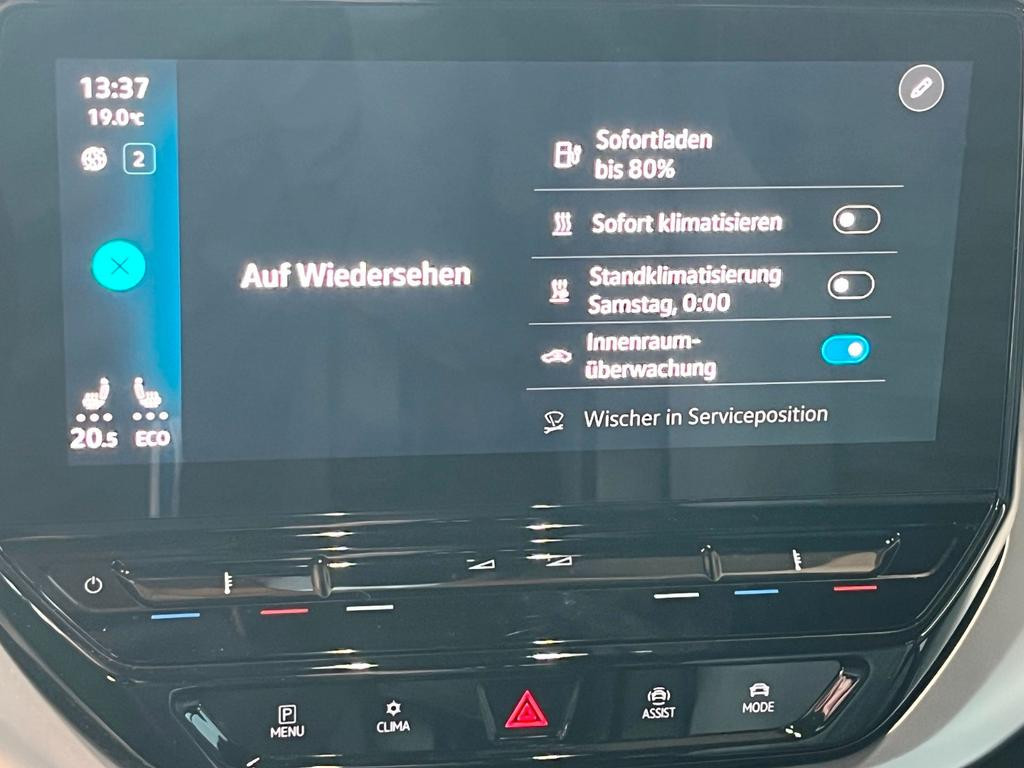 13:37
19.0°C
2
Sofortladen
bis 80%
Sofort klimatisieren
Auf Wiedersehen
Standklimatisierung
Samstag, 0:00
Innenraum-
überwachung
Wischer in Serviceposition
20.5 ECO
P
MENU
CLIMA
ASSIST
MODE